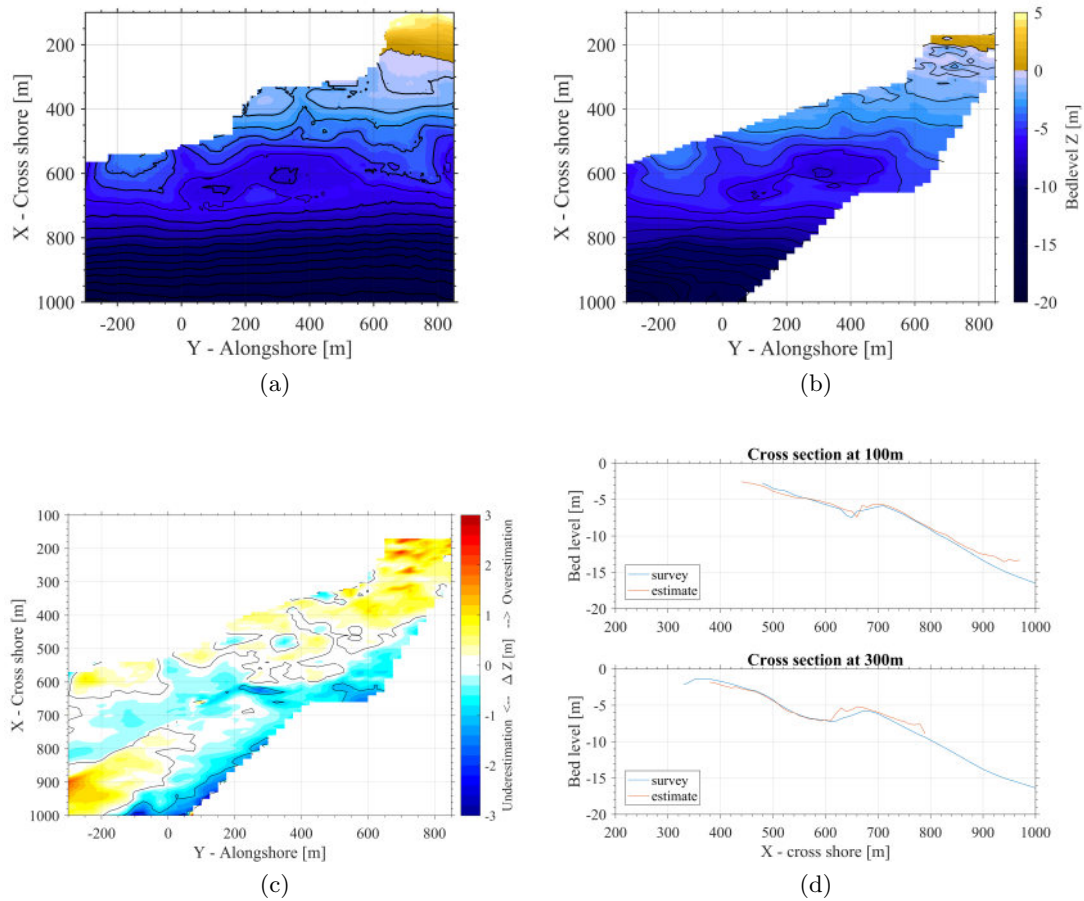 200
400
600
800
1000
X - Cross shore [m]
-200 0 200 400 600 800
Y - Alongshore [m]
(a)
200
400
600
800
1000
X - Cross shore [m]
-200 0 200 400 600 800
Y - Alongshore [m]
5
0
-5
-10
-15
-20
Bedlevel Z [m]
(b)
100
200
300
400
500
600
700
800
900
1000
X - Cross shore [m]
-200 0 200 400 600 800
Y - Alongshore [m]
3
2
1
0
-1
-2
-3
Underestimation <-- Δ Z [m] --> Overestimation
(c)
Cross section at 100m
0
-5
-10
-15
-20
Bed level [m]
survey
estimate
200 300 400 500 600 700 800 900 1000
Cross section at 300m
0
-5
-10
-15
-20
Bed level [m]
survey
estimate
200 300 400 500 600 700 800 900 1000
X - cross shore [m]
(d)